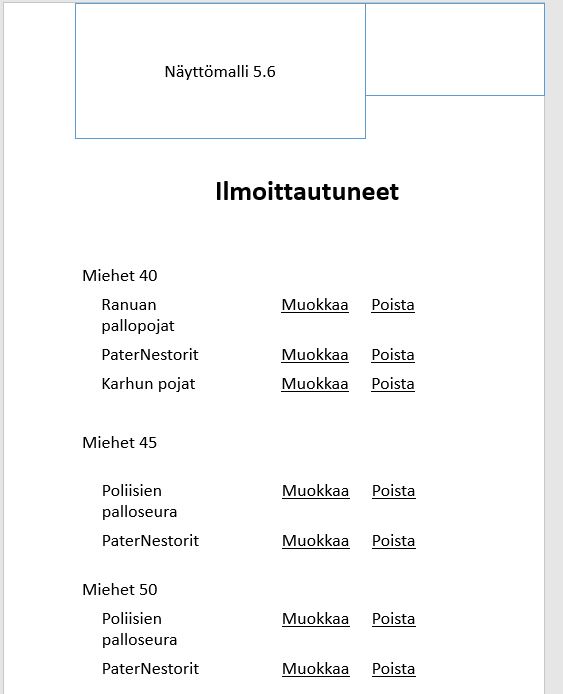 Näyttömalli 5.6
Ilmoittautuneet
Miehet 40
Ranuan Muokkaa Poista
pallopojat
PaterNestorit Muokkaa Poista
Karhun pojat Muokkaa Poista
Miehet 45
Poliisien Muokkaa Poista
palloseura
PaterNestorit Muokkaa Poista
Miehet 50
Poliisien Muokkaa Poista
palloseura
PaterNestorit Muokkaa Poista